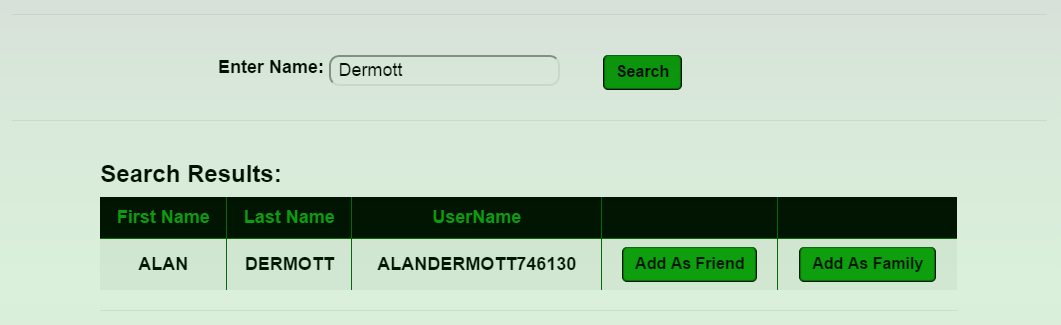 Enter Name: Dermott Search
Search Results:
First Name Last Name UserName
ALAN DERMOTT ALANDERMOTT746130 Add As Friend Add As Family